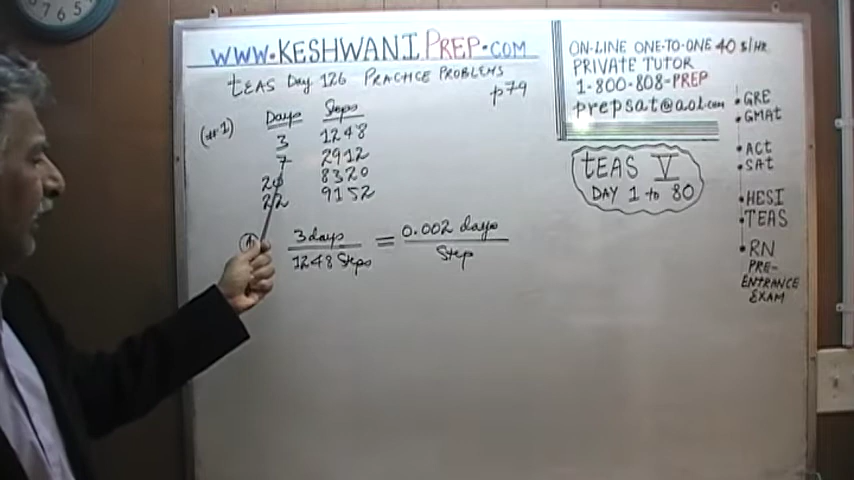 7 6 5
WWW.KESHWANIPREP.COM
TEAS Day 126 PRACTICE PROBLEMS
p79
(#1)
Days Steps
3 1248
7 2912
20 8320
22 9152
3 days / 1248 Steps = 0.002 days / Step
ON-LINE ONE-TO-ONE 40 $/HR
PRIVATE TUTOR
1-800-808-PREP
prepsat@aol.com
TEAS V
DAY 1 to 80
• GRE
• GMAT
• ACT
• SAT
• HESI
• TEAS
• RN
PRE-
ENTRANCE
EXAM